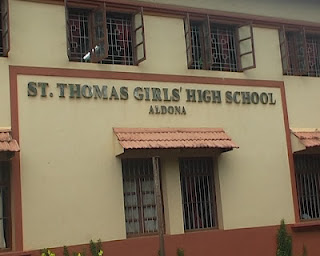 ST. THOMAS GIRLS' HIGH SCHOOL
ALDONA